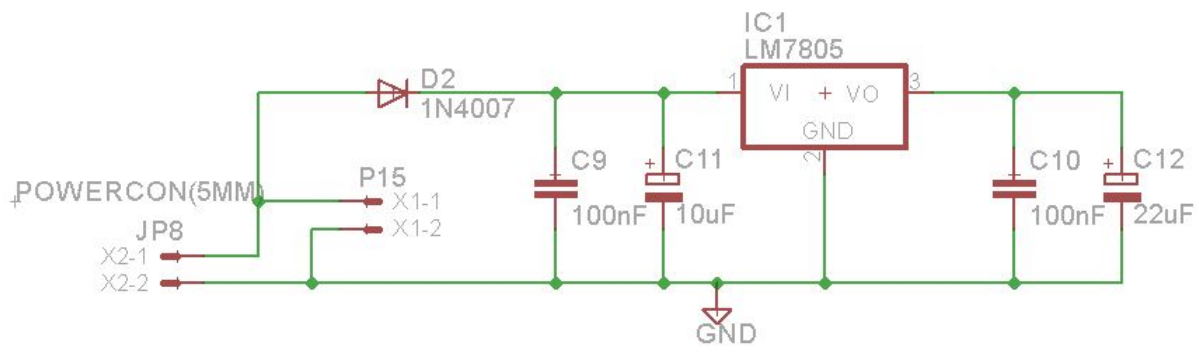 IC1
LM7805
D2
1N4007
1
VI
VO
3
GND
2
C9
100nF
C11
10uF
C10
100nF
C12
22uF
POWERCON(5MM)
P15
X1-1
X1-2
JP8
X2-1
X2-2
GND